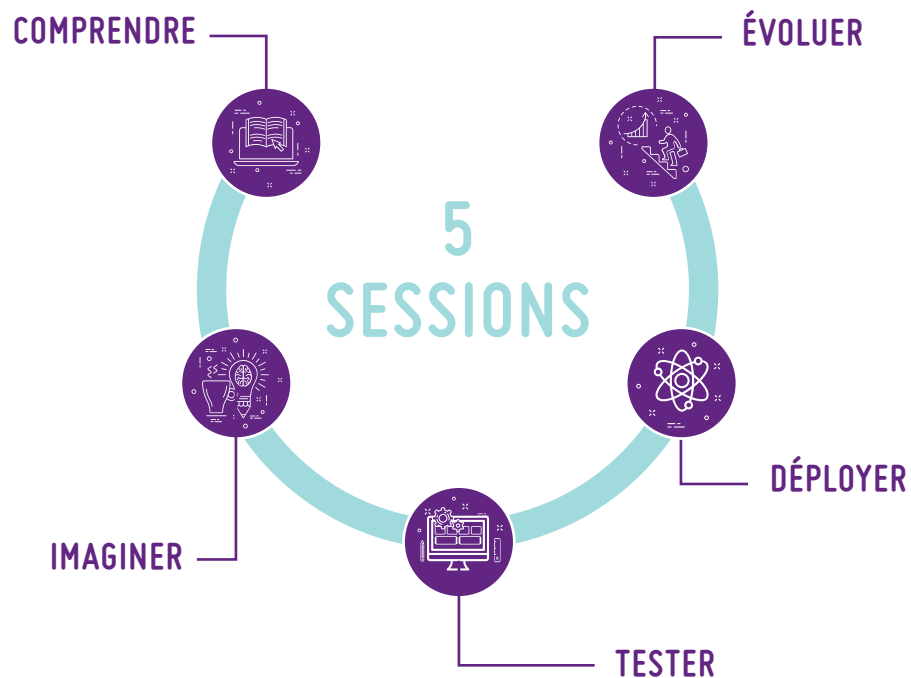 COMPRENDRE
ÉVOLUER
5
SESSIONS
DÉPLOYER
IMAGINER
TESTER